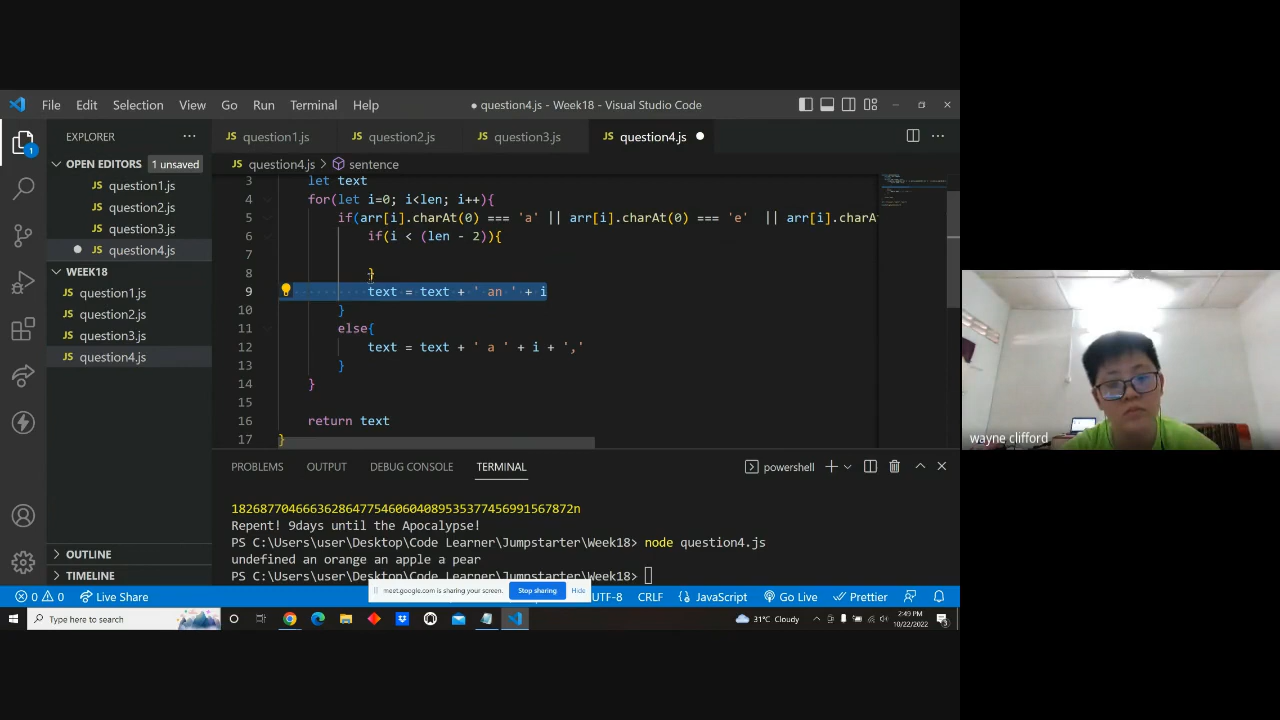 File Edit Selection View Go Run Terminal Help
● question4.js - Week18 - Visual Studio Code
EXPLORER ···
JS question1.js JS question2.js JS question3.js JS question4.js ●
OPEN EDITORS 1 unsaved
JS question4.js > sentence
JS question1.js
JS question2.js
JS question3.js
● JS question4.js
WEEK18
JS question1.js
JS question2.js
JS question3.js
JS question4.js
OUTLINE
TIMELINE
1
3 let text
4 for(let i=0; i<len; i++){
5 if(arr[i].charAt(0) === 'a' || arr[i].charAt(0) === 'e' || arr[i].charA
6 if(i < (len - 2)){
7
8 }
9 text = text + ' an ' + i
10 }
11 else{
12 text = text + ' a ' + i + ','
13 }
14 }
15
16 return text
17 }
PROBLEMS OUTPUT DEBUG CONSOLE TERMINAL powershell
182687704666362864775460604089535377456991567872n
Repent! 9days until the Apocalypse!
PS C:\Users\user\Desktop\Code Learner\Jumpstarter\Week18> node question4.js
undefined an orange an apple a pear
PS C:\Users\user\Desktop\Code Learner\Jumpstarter\Week18>
meet.google.com is sharing your screen. Stop sharing Hide
0 0 Live Share UTF-8 CRLF JavaScript Go Live Prettier
Type here to search
31°C Cloudy
2:49 PM
10/22/2022
wayne clifford